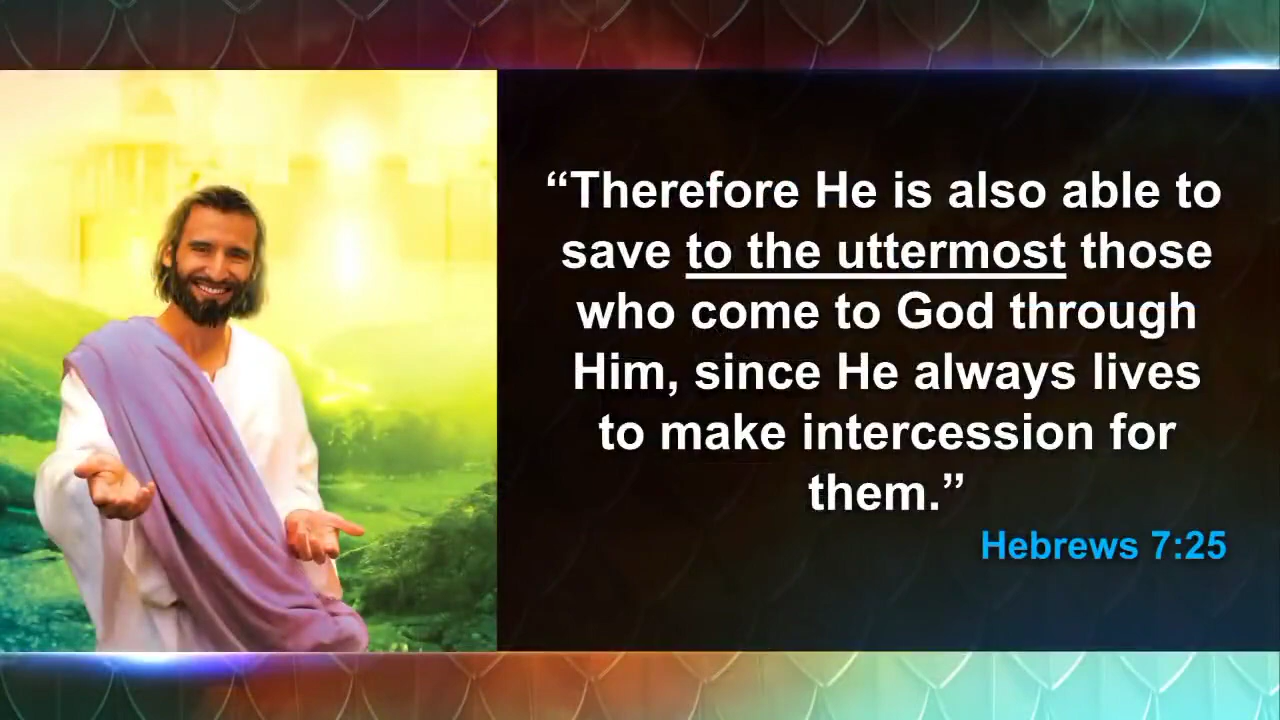 “Therefore He is also able to
save to the uttermost those
who come to God through
Him, since He always lives
to make intercession for
them.”
Hebrews 7:25